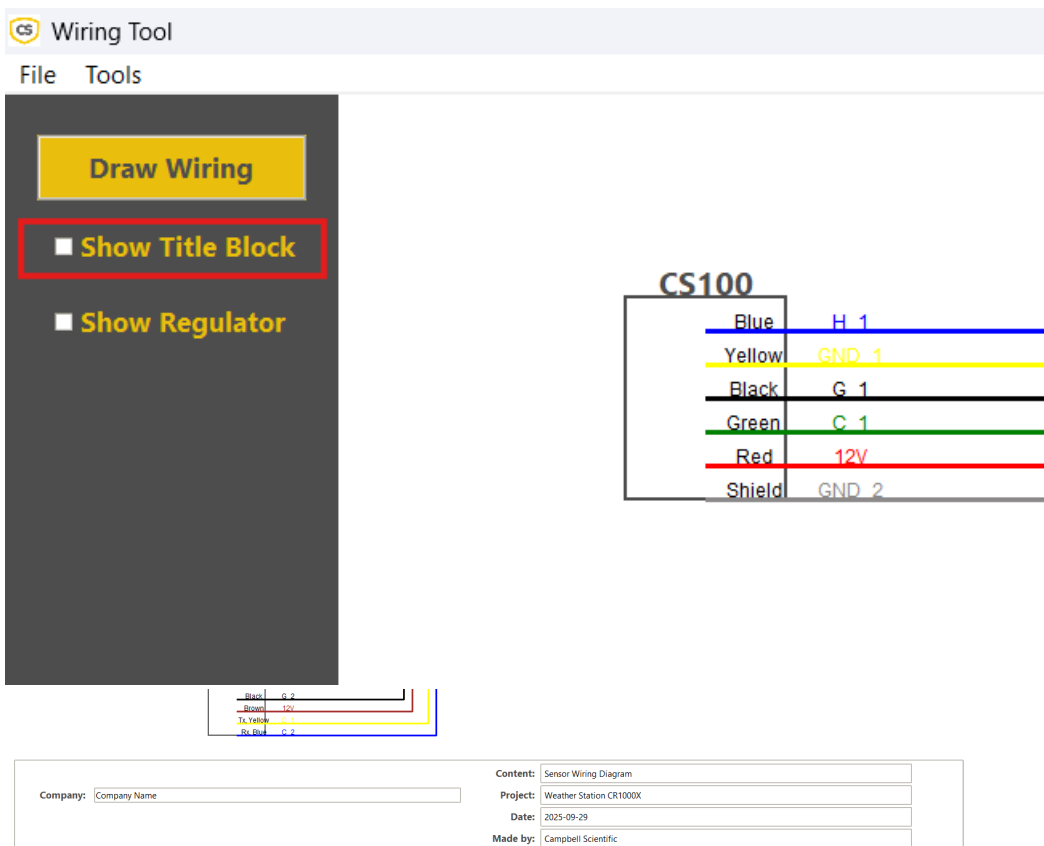 CS Wiring Tool
File Tools
Draw Wiring
Show Title Block
Show Regulator
CS100
Blue H 1
Yellow GND 1
Black G 1
Green C 1
Red 12V
Shield GND 2
Black G 2
Brown 12V
Tx, Yellow
Rx, Blue C 2
Content: Sensor Wiring Diagram
Company: Company Name
Project: Weather Station CR1000X
Date: 2025-09-29
Made by: Campbell Scientific